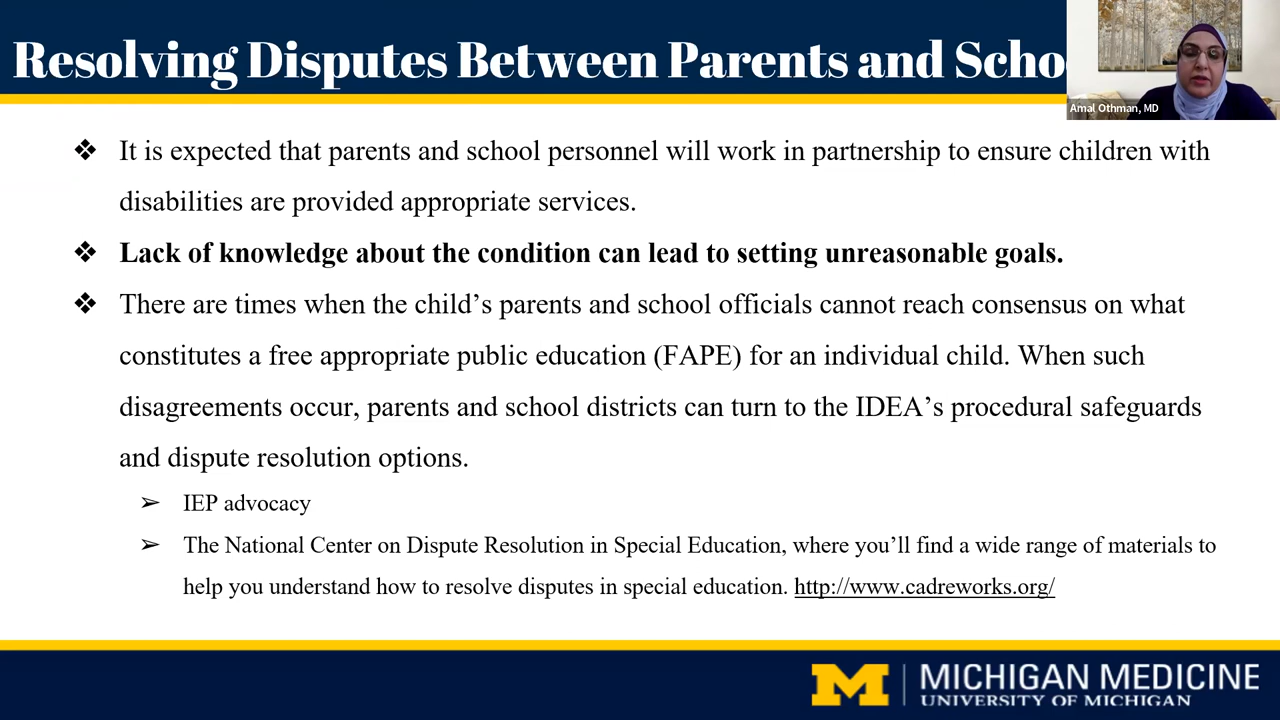 Resolving Disputes Between Parents and Scho
Amal Othman, MD
❖ It is expected that parents and school personnel will work in partnership to ensure children with
disabilities are provided appropriate services.
❖ Lack of knowledge about the condition can lead to setting unreasonable goals.
❖ There are times when the child’s parents and school officials cannot reach consensus on what
constitutes a free appropriate public education (FAPE) for an individual child. When such
disagreements occur, parents and school districts can turn to the IDEA’s procedural safeguards
and dispute resolution options.
➢ IEP advocacy
➢ The National Center on Dispute Resolution in Special Education, where you’ll find a wide range of materials to
help you understand how to resolve disputes in special education. http://www.cadreworks.org/
M MICHIGAN MEDICINE
UNIVERSITY OF MICHIGAN